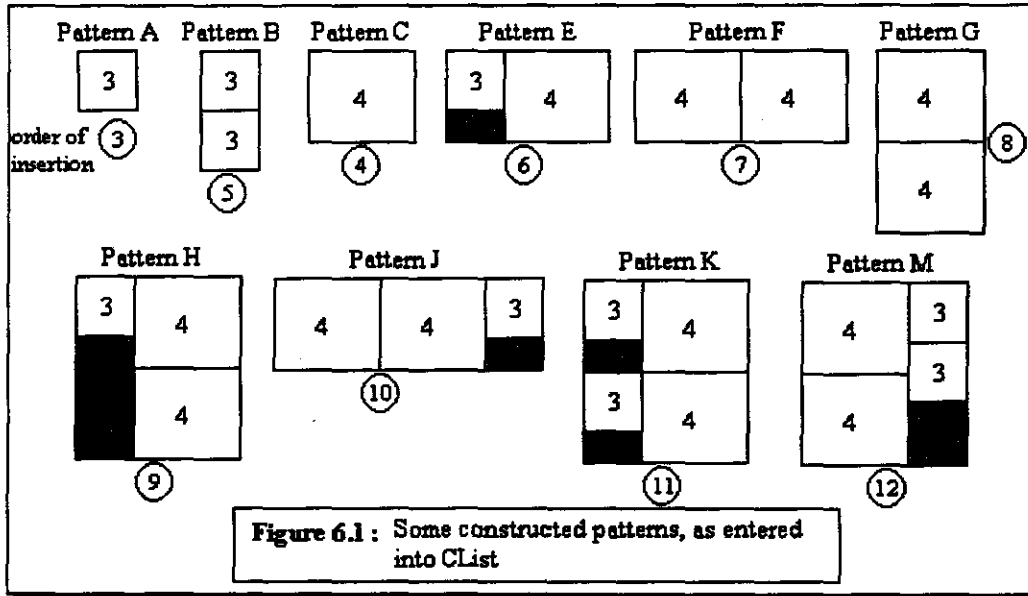 Pattern A Pattern B Pattern C Pattern E Pattern F Pattern G
3 3 4 3 4 4 4 4
order of insertion 3
3
5 4 6 7 8
4
Pattern H Pattern J Pattern K Pattern M
3 4 4 4 3 3 4 4 3
4 3 4 4 3
9 10 11 12
Figure 6.1 : Some constructed patterns, as entered
into CList